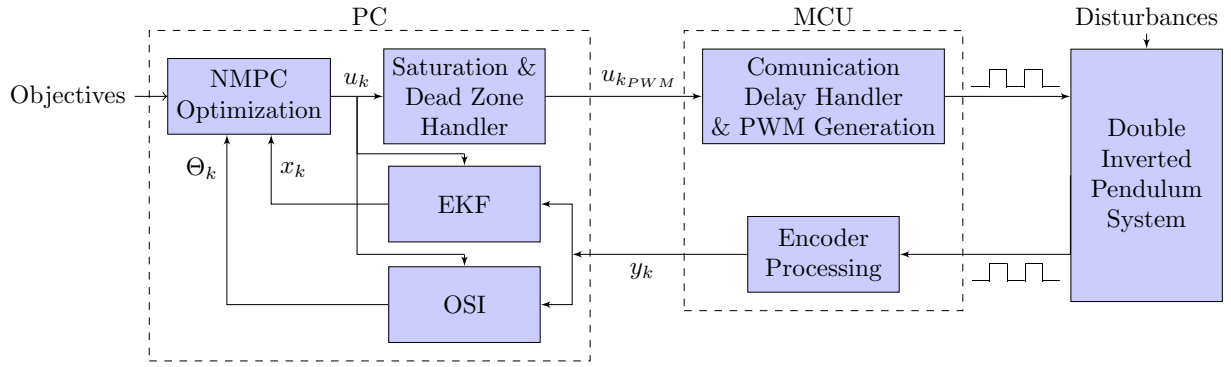 PC
MCU
Disturbances
Objectives
NMPC
Optimization
u_k
Saturation &
Dead Zone
Handler
u_{k_{PWM}}
Comunication
Delay Handler
& PWM Generation
Double
Inverted
Pendulum
System
Θ_k
x_k
EKF
Encoder
Processing
y_k
OSI